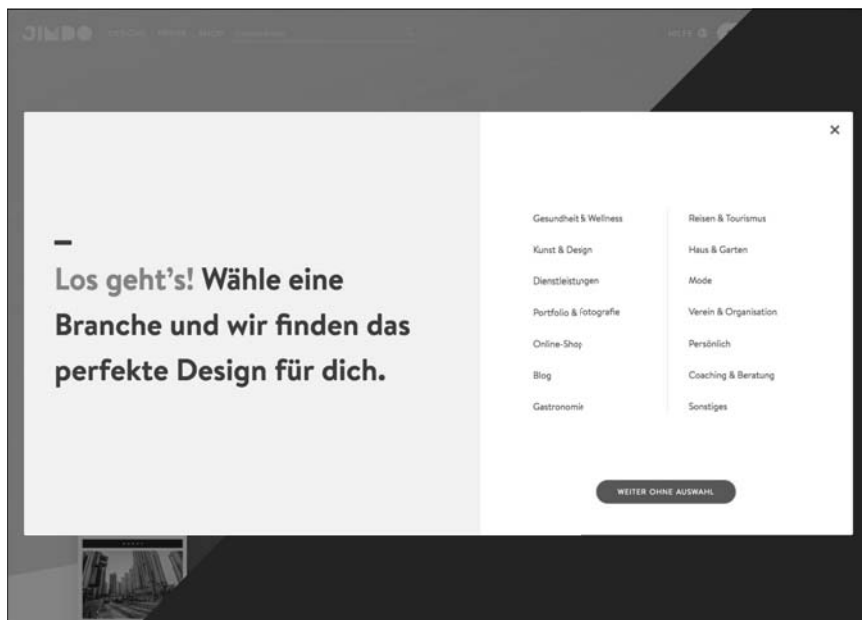 JIMDO
Los geht's! Wähle eine
Branche und wir finden das
perfekte Design für dich.
Gesundheit & Wellness
Kunst & Design
Dienstleistungen
Portfolio & Fotografie
Online-Shop
Blog
Gastronomie
Reisen & Tourismus
Haus & Garten
Mode
Verein & Organisation
Persönlich
Coaching & Beratung
Sonstiges
WEITER OHNE AUSWAHL